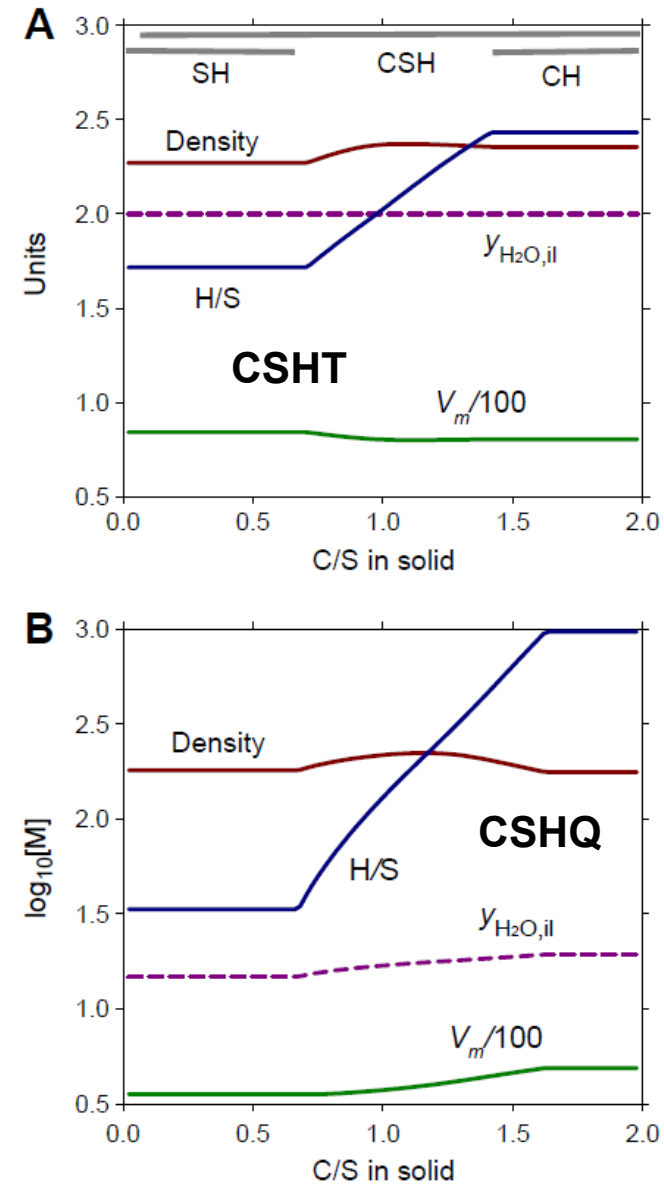 A
3.0
SH
CSH
CH
2.5
Density
2.0
yH₂O,il
Units
H/S
1.5
CSHT
Vm/100
1.0
0.5
0.0 0.5 1.0 1.5 2.0
C/S in solid
B
3.0
2.5
Density
2.0
CSHQ
log₁₀[M]
H/S
1.5
yH₂O,il
1.0
Vm/100
0.5
0.0 0.5 1.0 1.5 2.0
C/S in solid